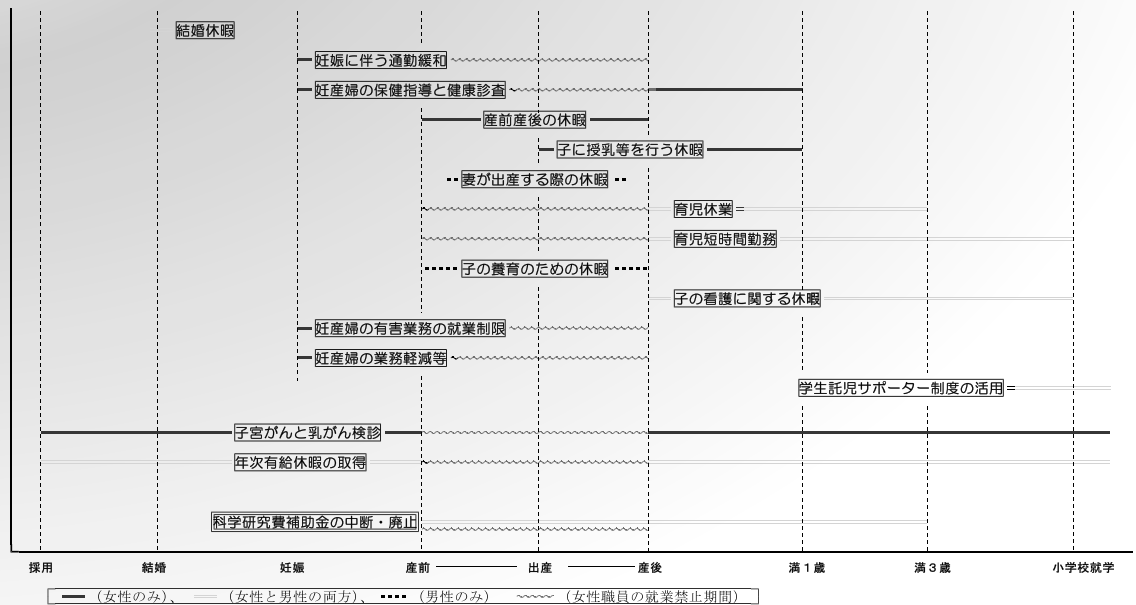 結婚休暇
妊娠に伴う通勤緩和
妊産婦の保健指導と健康診査
産前産後の休暇
子に授乳等を行う休暇
妻が出産する際の休暇
育児休業
育児短時間勤務
子の養育のための休暇
子の看護に関する休暇
妊産婦の有害業務の就業制限
妊産婦の業務軽減等
学生託児サポーター制度の活用
子宮がんと乳がん検診
年次有給休暇の取得
科学研究費補助金の中断・廃止
採用 結婚 妊娠 産前 出産 産後 満1歳 満3歳 小学校就学
(女性のみ)、 (女性と男性の両方)、 (男性のみ) (女性職員の就業禁止期間)